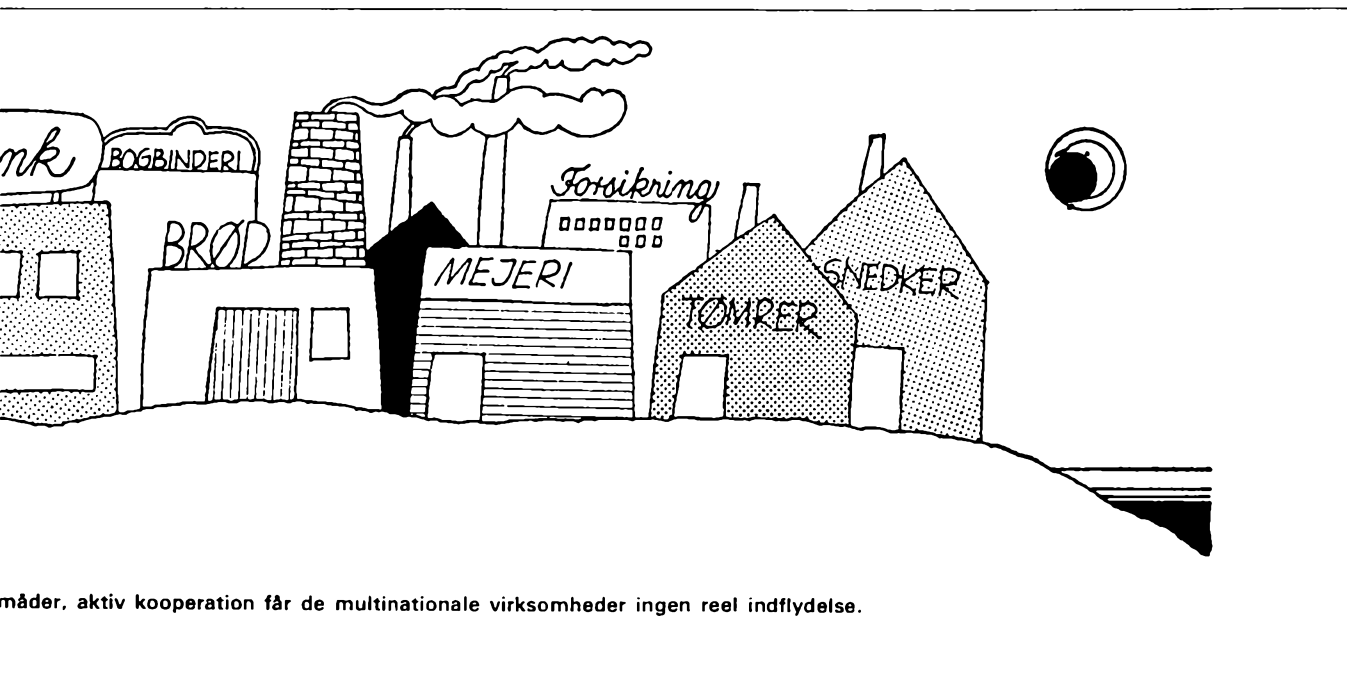 nk
BOGBINDERI
BRØD
MEJERI
Forsikring
TØMRER
SNEDKER
måder, aktiv kooperation får de multinationale virksomheder ingen reel indflydelse.